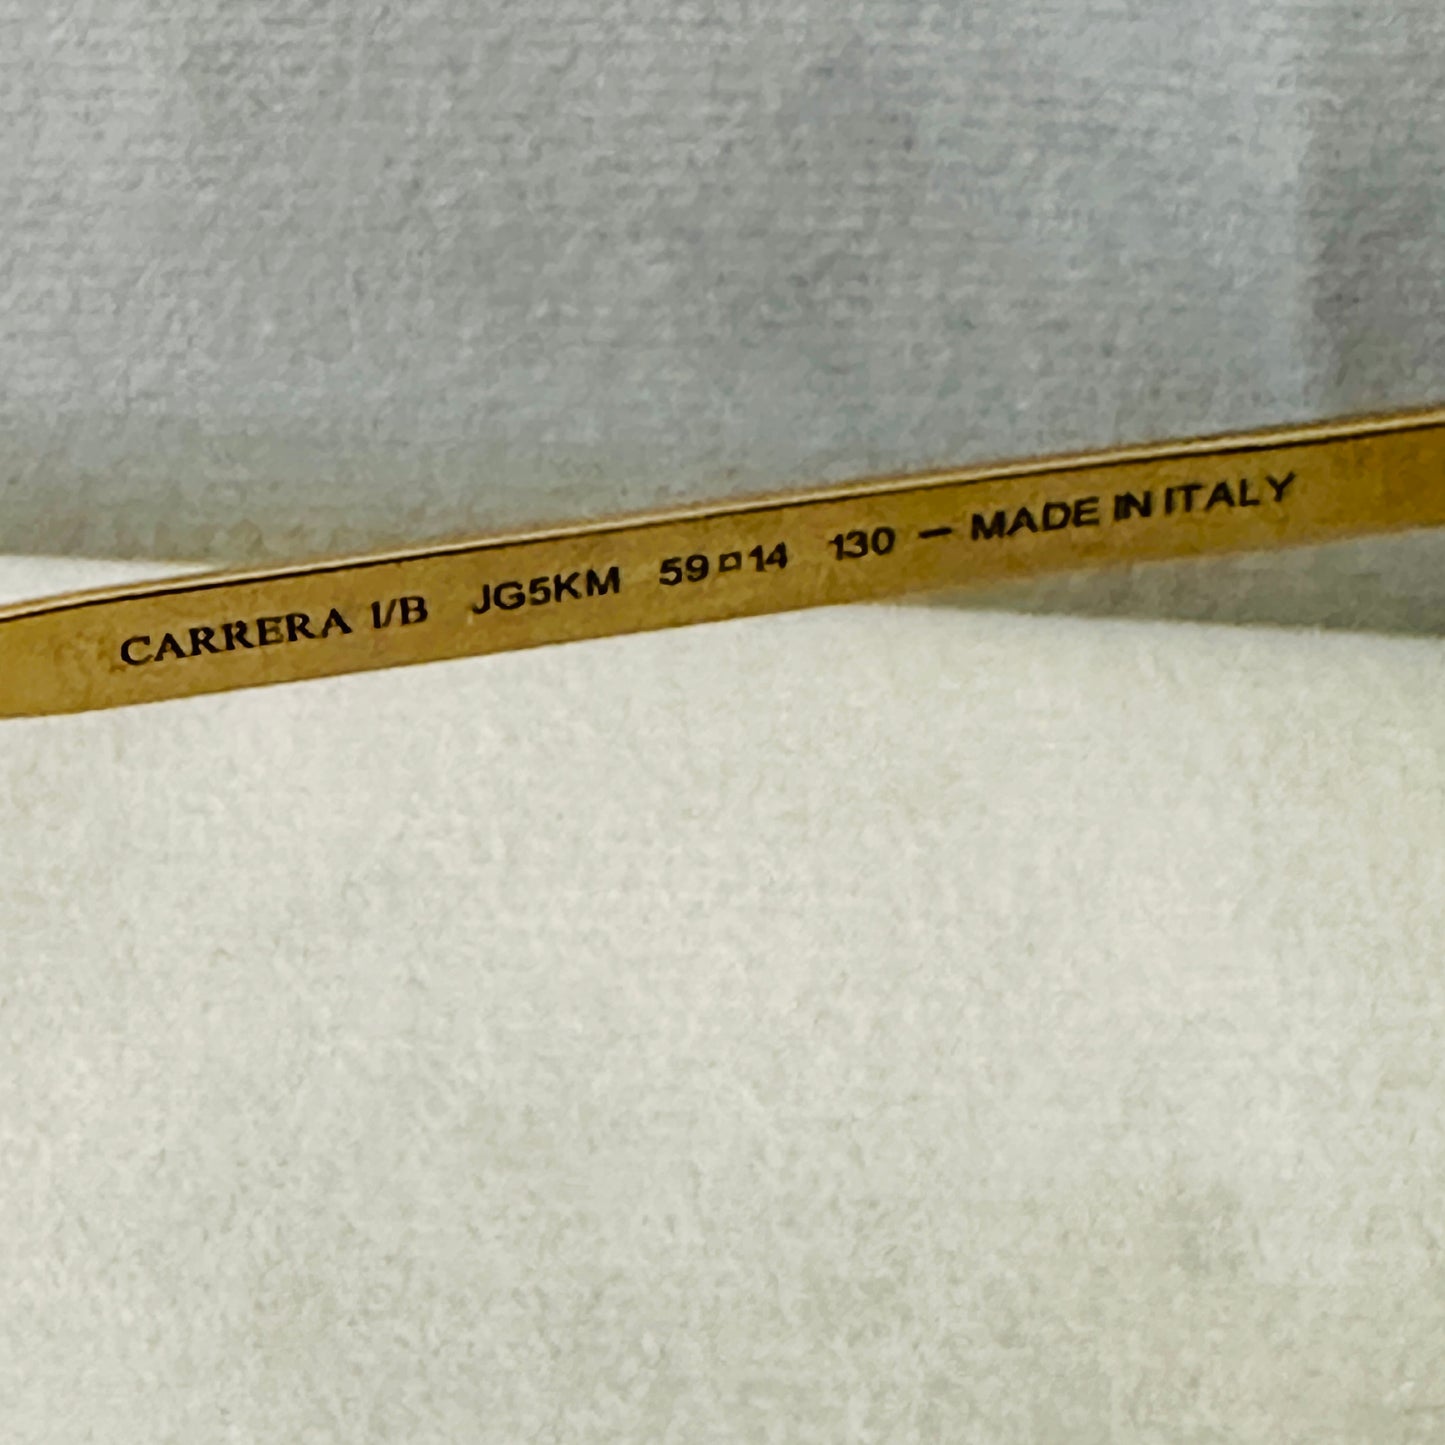 CARRERA 1/B JG5KM 59□14 130 – MADE IN ITALY